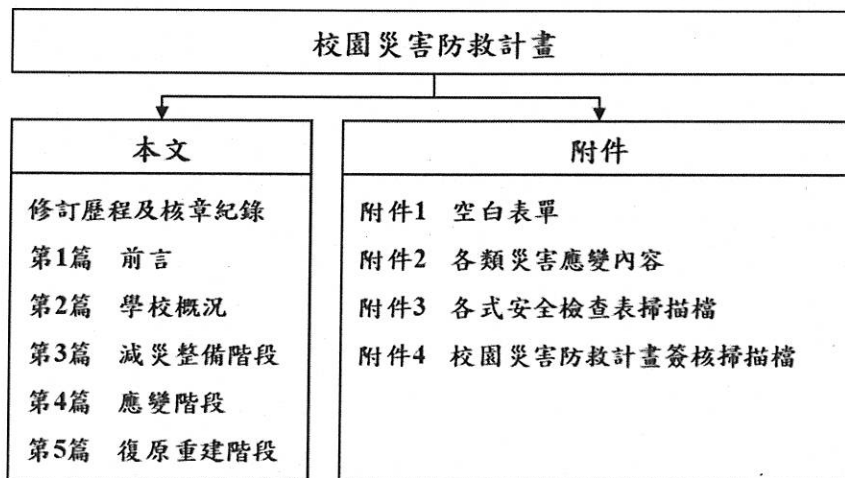 校園災害防救計畫
本文
修訂歷程及核章紀錄
第1篇 前言
第2篇 學校概況
第3篇 減災整備階段
第4篇 應變階段
第5篇 復原重建階段
附件
附件1 空白表單
附件2 各類災害應變內容
附件3 各式安全檢查表掃描檔
附件4 校園災害防救計畫簽核掃描檔